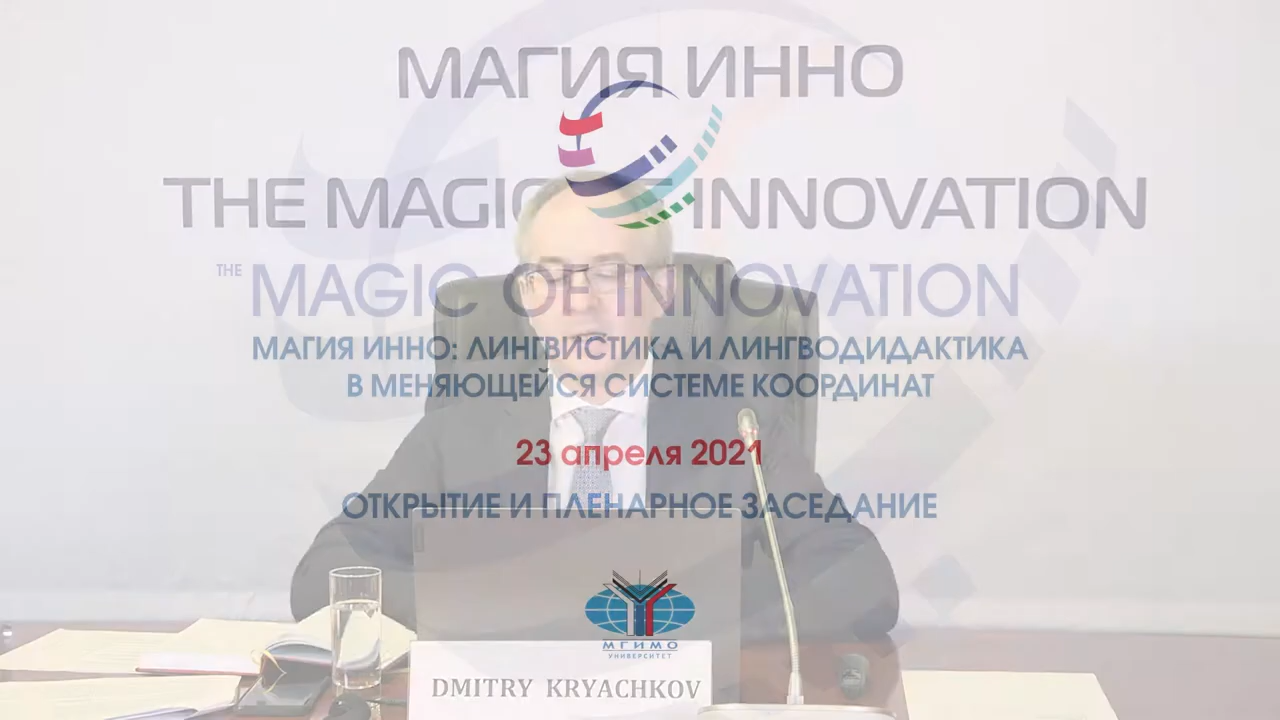 МАГИЯ ИННО
THE MAGIC INNOVATION
THE MAGIC OF INNOVATION
МАГИЯ ИННО: ЛИНГВИСТИКА И ЛИНГВОДИДАКТИКА
В МЕНЯЮЩЕЙСЯ СИСТЕМЕ КООРДИНАТ
23 апреля 2021
ОТКРЫТИЕ И ПЛЕНАРНОЕ ЗАСЕДАНИЕ
МГИМО
УНИВЕРСИТЕТ
DMITRY KRYACHKOV